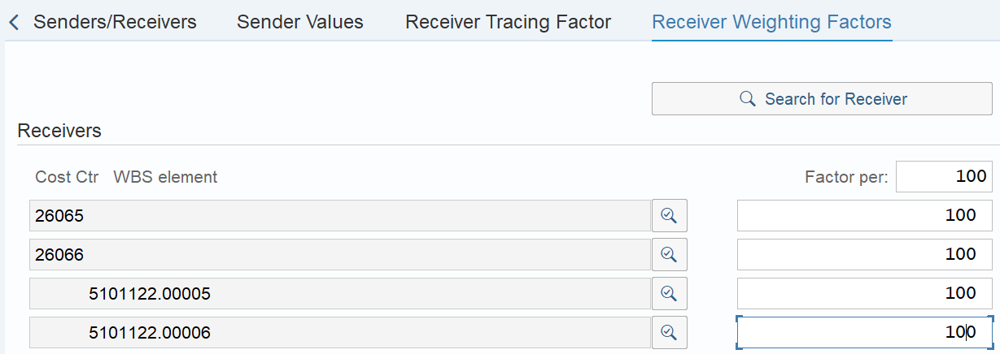 Senders/Receivers Sender Values Receiver Tracing Factor Receiver Weighting Factors
Search for Receiver
Receivers
Cost Ctr WBS element Factor per: 100
26065 100
26066 100
5101122.00005 100
5101122.00006 100